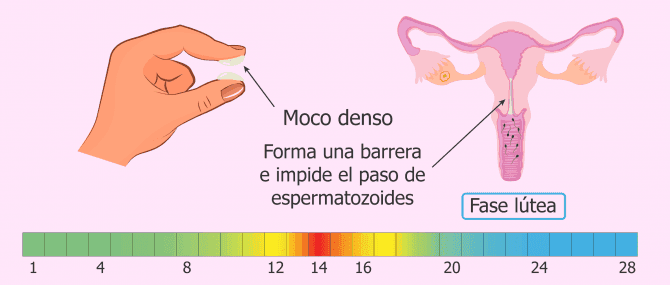 Moco denso
Forma una barrera
e impide el paso de
espermatozoides
Fase lútea
1 4 8 12 14 16 20 24 28